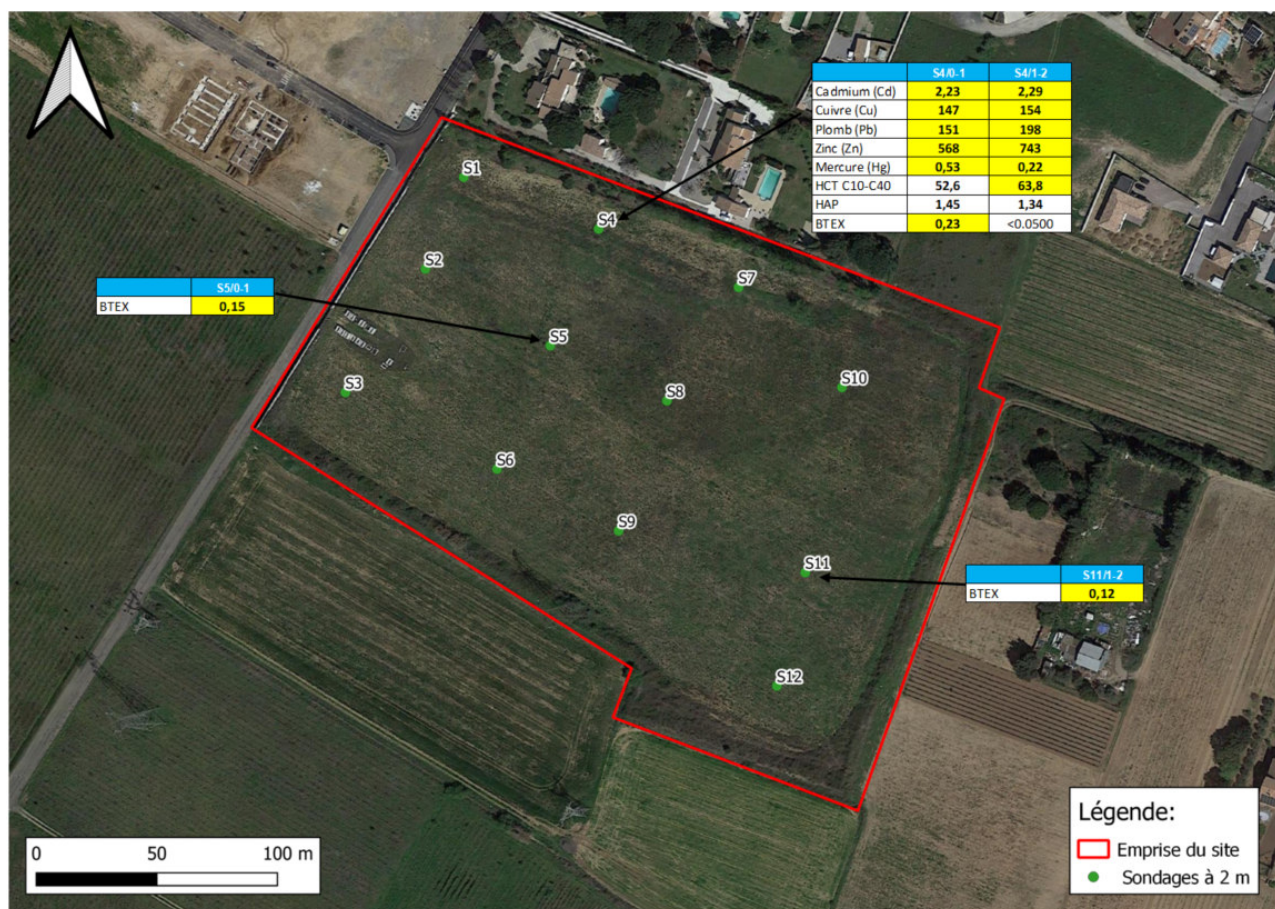 S4/0-1 S4/1-2
Cadmium (Cd) 2,23 2,29
Cuivre (Cu) 147 154
Plomb (Pb) 151 198
Zinc (Zn) 568 743
Mercure (Hg) 0,53 0,22
HCT C10-C40 52,6 63,8
HAP 1,45 1,34
BTEX 0,23 <0.0500
S1
S4
S2
S7
S5/0-1
BTEX 0,15
S5
S3
S8
S10
S6
S9
S11
S11/1-2
BTEX 0,12
S12
Légende:
Emprise du site
Sondages à 2 m
0 50 100 m